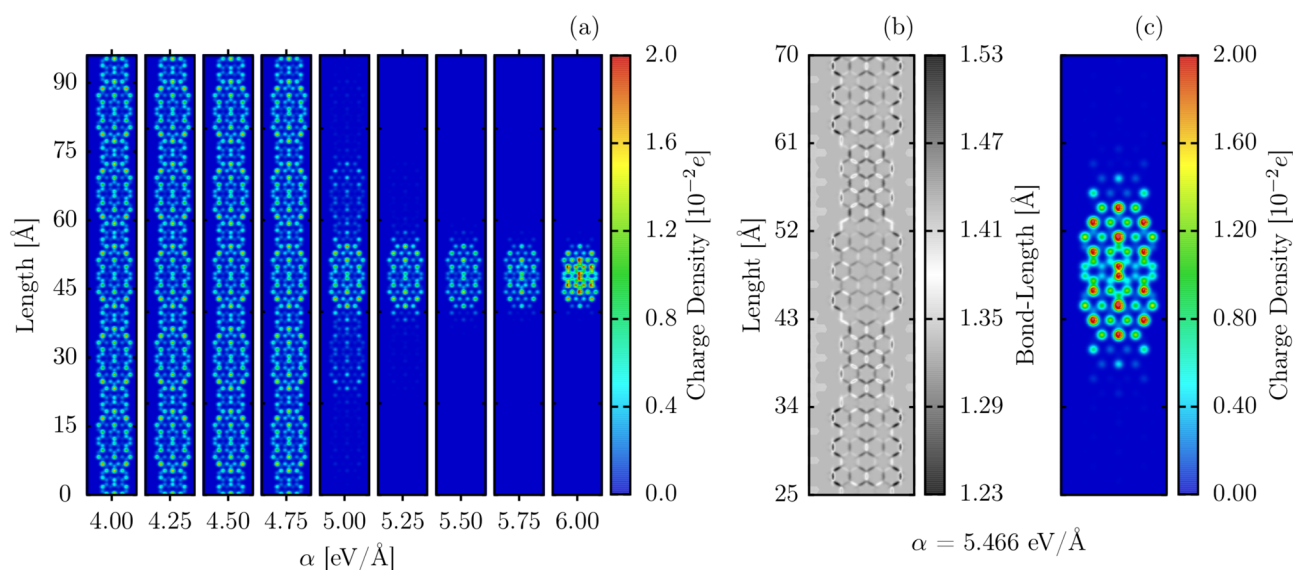 (a)
(b)
(c)
Length [Å]
90
75
60
45
30
15
0
4.00 4.25 4.50 4.75 5.00 5.25 5.50 5.75 6.00
α [eV/Å]
2.0
1.6
1.2
0.8
0.4
0.0
Charge Density [10⁻²e]
Lenght [Å]
70
61
52
43
34
25
1.53
1.47
1.41
1.35
1.29
1.23
Bond-Length [Å]
2.00
1.60
1.20
0.80
0.40
0.00
Charge Density [10⁻²e]
α = 5.466 eV/Å